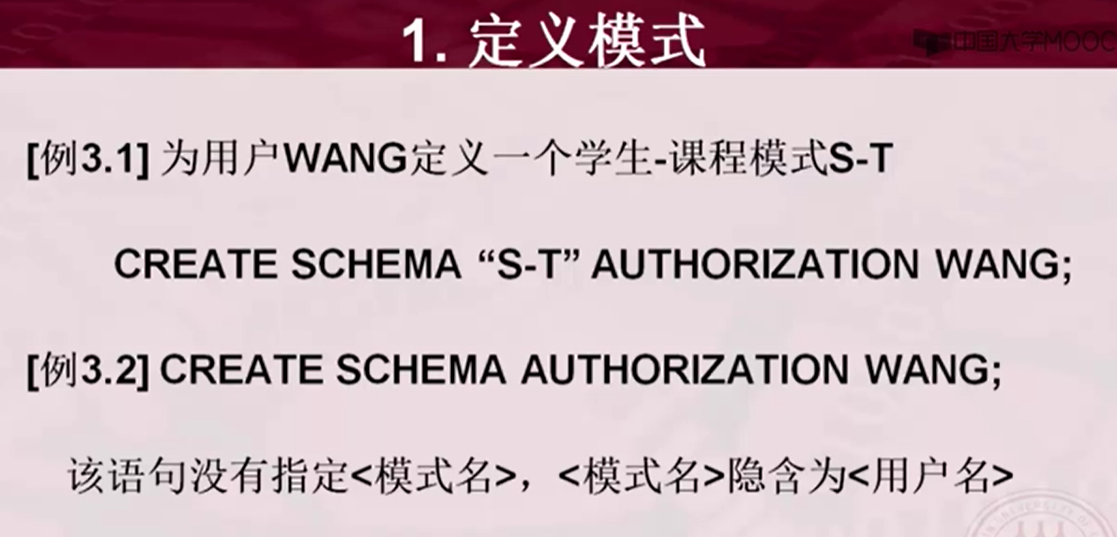 1. 定义模式
中国大学MOOC
[例3.1] 为用户WANG定义一个学生-课程模式S-T
CREATE SCHEMA “S-T” AUTHORIZATION WANG;
[例3.2] CREATE SCHEMA AUTHORIZATION WANG;
该语句没有指定<模式名>，<模式名>隐含为<用户名>